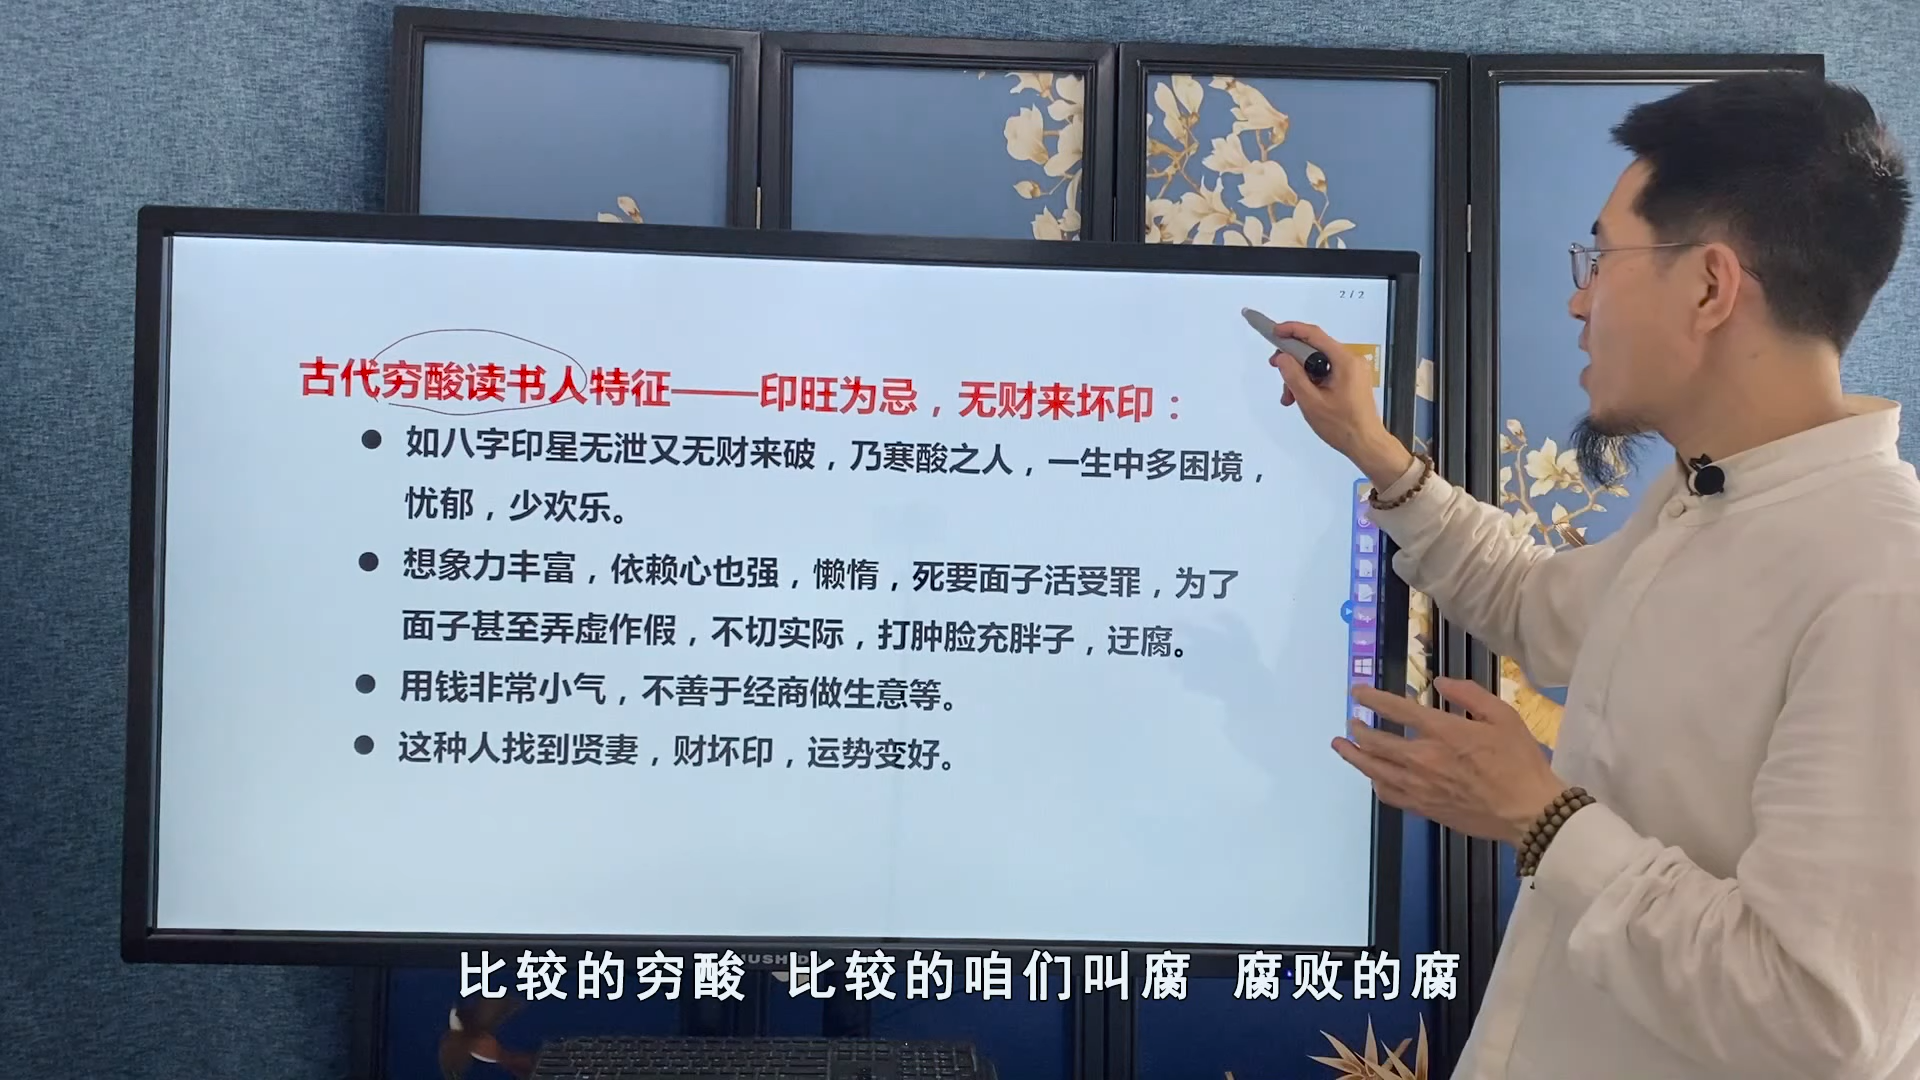 2 / 2
古代穷酸读书人特征——印旺为忌，无财来坏印：
● 如八字印星无泄又无财来破，乃寒酸之人，一生中多困境，
忧郁，少欢乐。
● 想象力丰富，依赖心也强，懒惰，死要面子活受罪，为了
面子甚至弄虚作假，不切实际，打肿脸充胖子，迂腐。
● 用钱非常小气，不善于经商做生意等。
● 这种人找到贤妻，财坏印，运势变好。
比较的穷酸 比较的咱们叫腐 腐败的腐